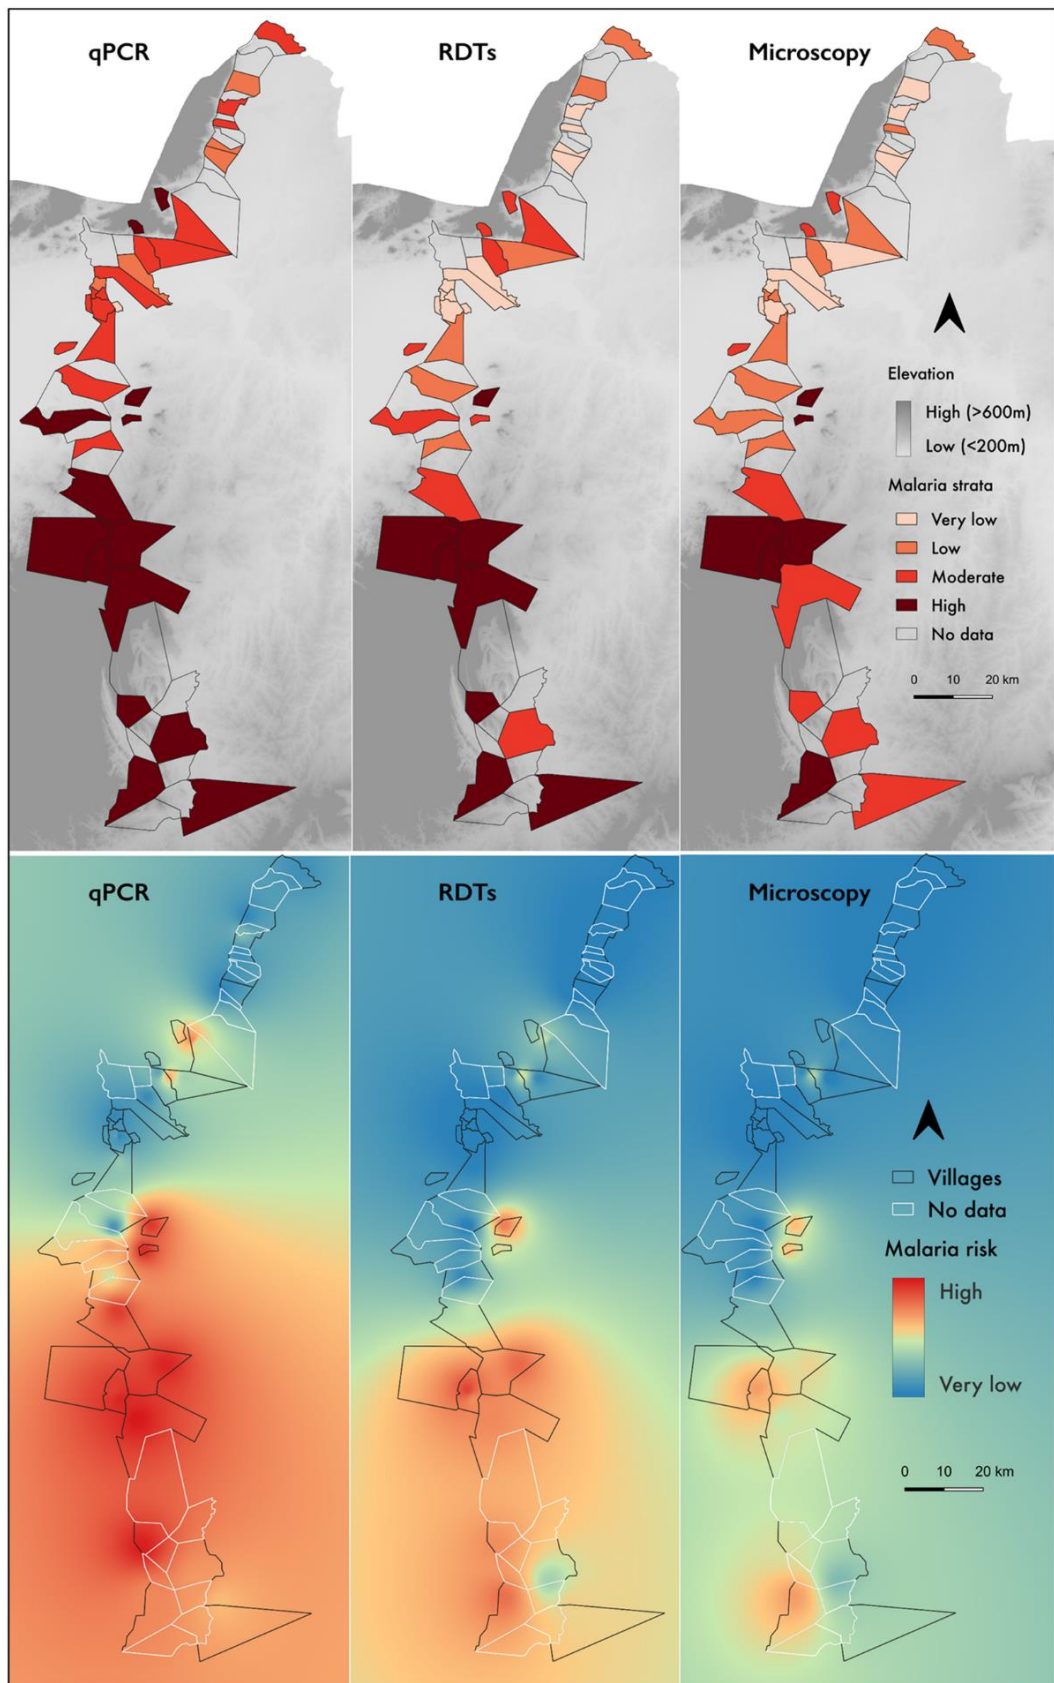 qPCR
RDTs
Microscopy
Elevation
High (>600m)
Low (<200m)
Malaria strata
Very low
Low
Moderate
High
No data
0 10 20 km
qPCR
RDTs
Microscopy
Villages
No data
Malaria risk
High
Very low
0 10 20 km